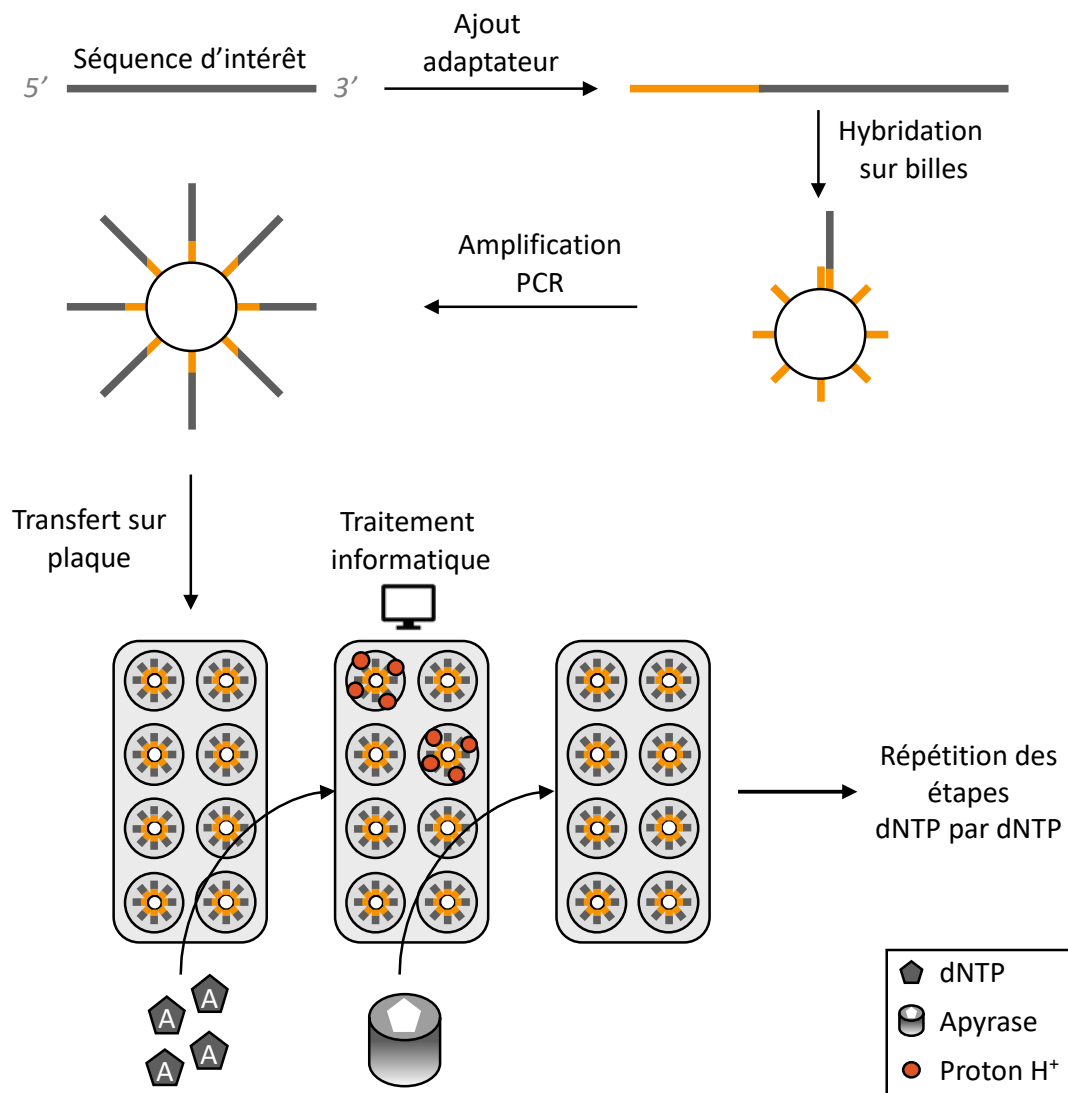 Séquence d'intérêt
5' 3'
Ajout
adaptateur
Hybridation
sur billes
Amplification
PCR
Transfert sur
plaque
Traitement
informatique
Répétition des
étapes
dNTP par dNTP
A
A
A
A
dNTP
Apyrase
Proton H⁺